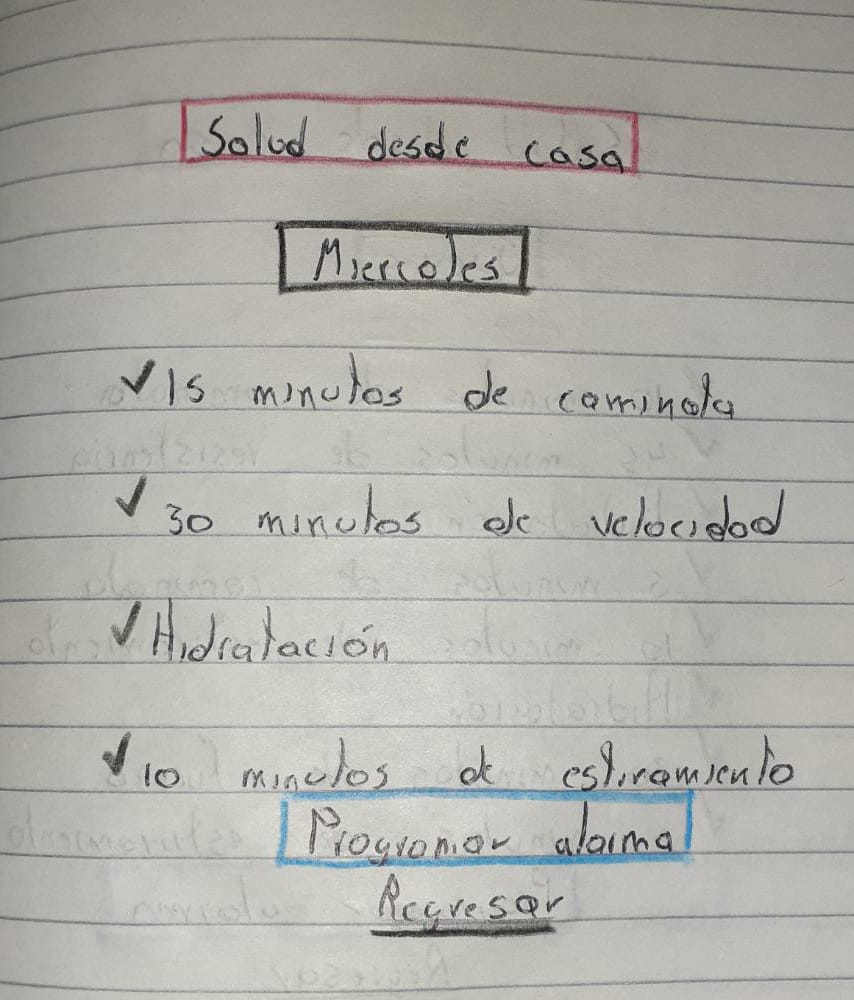 Salud desde casa
Miercoles
✓ 15 minutos de caminata
✓ 30 minutos de velocidad
✓ Hidratación
✓ 10 minutos de estiramiento
Programar alarma
Regresar